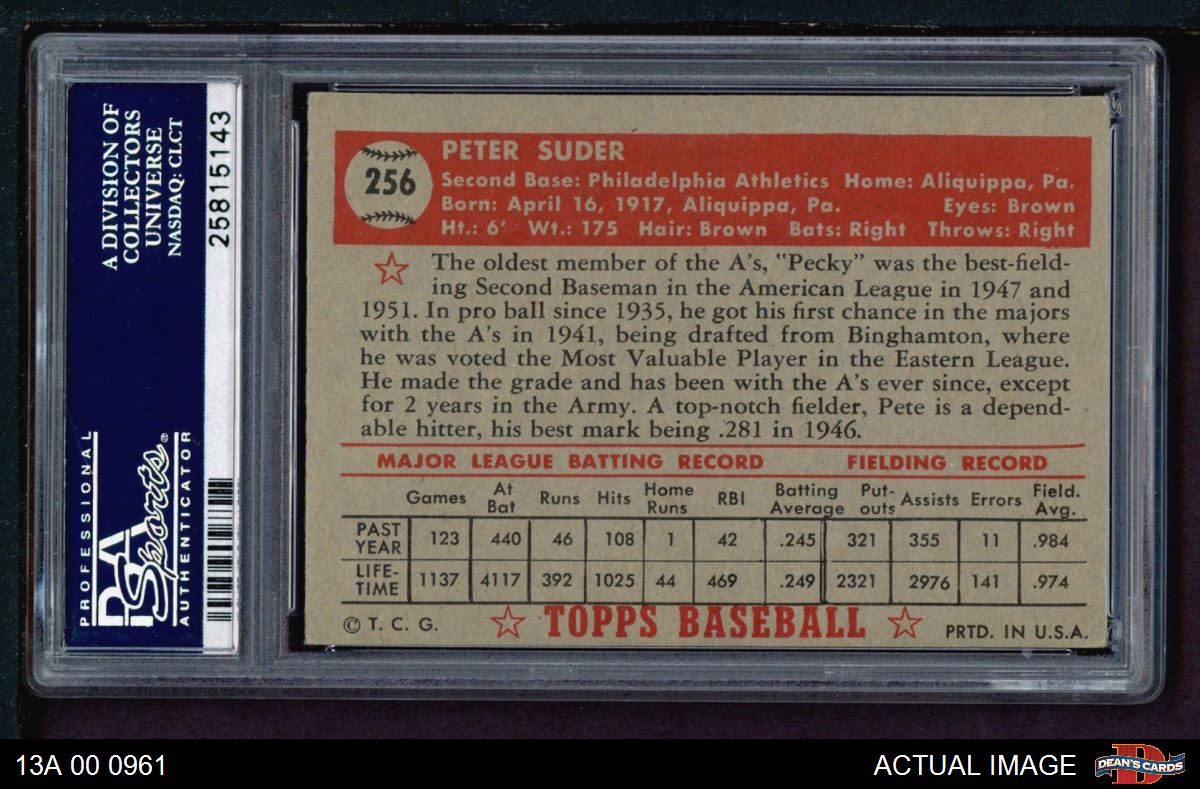 A DIVISION OF
COLLECTORS
UNIVERSE
NASDAQ: CLCT
25815143
PROFESSIONAL
PSA
Sports®
AUTHENTICATOR
256
PETER SUDER
Second Base: Philadelphia Athletics Home: Aliquippa, Pa.
Born: April 16, 1917, Aliquippa, Pa. Eyes: Brown
Ht.: 6' Wt.: 175 Hair: Brown Bats: Right Throws: Right
The oldest member of the A's, "Pecky" was the best-field-
ing Second Baseman in the American League in 1947 and
1951. In pro ball since 1935, he got his first chance in the majors
with the A's in 1941, being drafted from Binghamton, where
he was voted the Most Valuable Player in the Eastern League.
He made the grade and has been with the A's ever since, except
for 2 years in the Army. A top-notch fielder, Pete is a depend-
able hitter, his best mark being .281 in 1946.
MAJOR LEAGUE BATTING RECORD FIELDING RECORD
Games At Bat Runs Hits Home Runs RBI Batting Average Put-outs Assists Errors Field. Avg.
PAST YEAR 123 440 46 108 1 42 .245 321 355 11 .984
LIFE-TIME 1137 4117 392 1025 44 469 .249 2321 2976 141 .974
© T. C. G. TOPPS BASEBALL PRTD. IN U.S.A.
13A 00 0961
ACTUAL IMAGE
DEAN'S CARDS